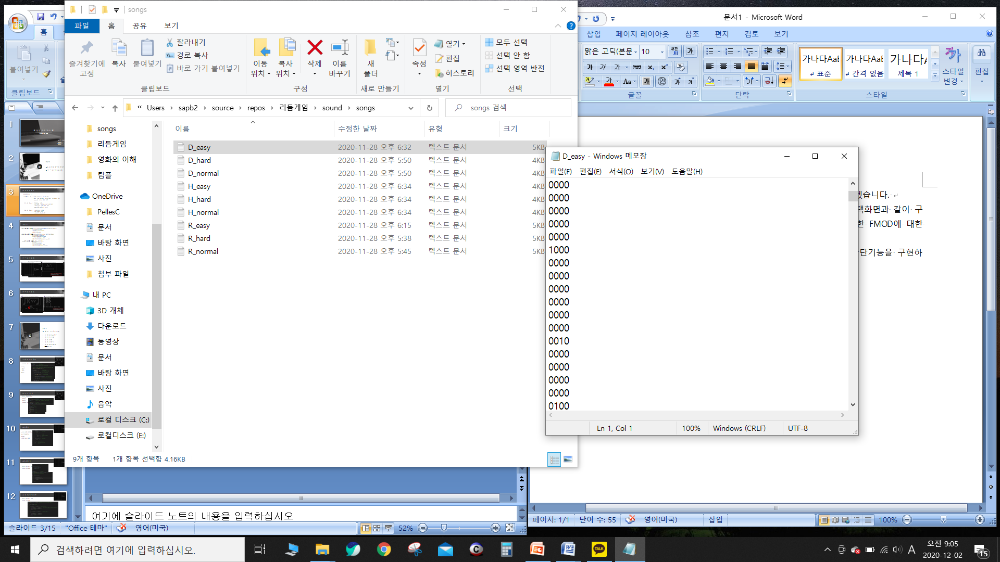 songs
파일
홈
공유
보기
즐겨찾기에 고정
복사
붙여넣기
잘라내기
경로 복사
바로 가기 붙여넣기
클립보드
이동 위치
복사 위치
삭제
이름 바꾸기
구성
새 폴더
새로 만들기
속성
열기
편집
히스토리
열기
모두 선택
선택 안 함
선택 영역 반전
선택
« Users › sapb2 › source › repos › 리듬게임 › sound › songs
songs 검색
songs
리듬게임
영화의 이해
팀플
OneDrive
PellesC
문서
바탕 화면
사진
첨부 파일
내 PC
3D 개체
다운로드
동영상
문서
바탕 화면
사진
음악
로컬 디스크 (C:)
로컬디스크 (E:)
이름 수정한 날짜 유형 크기
D_easy 2020-11-28 오후 6:32 텍스트 문서 5KB
D_hard 2020-11-28 오후 5:50 텍스트 문서 4KB
D_normal 2020-11-28 오후 5:50 텍스트 문서 4KB
H_easy 2020-11-28 오후 6:34 텍스트 문서 4KB
H_hard 2020-11-28 오후 6:34 텍스트 문서 4KB
H_normal 2020-11-28 오후 6:34 텍스트 문서 4KB
R_easy 2020-11-28 오후 6:15 텍스트 문서 5KB
R_hard 2020-11-28 오후 5:38 텍스트 문서 5KB
R_normal 2020-11-28 오후 5:45 텍스트 문서 5KB
9개 항목 1개 항목 선택함 4.16KB
홈
붙여넣기
클립보드
1
2
3
4
5
6
7
8
9
10
11
12
여기에 슬라이드 노트의 내용을 입력하십시오
슬라이드 3/15 "Office 테마" 영어(미국) 52%
문서1 - Microsoft Word
삽입 페이지 레이아웃 참조 편지 검토 보기
맑은 고딕(본문 10
글꼴
단락
가나다AaB 가나다AaB 가나다A
표준 간격 없음 제목 1
스타일 변경
스타일
편집
습니다.
택화면과 같이 구
한 FMOD에 대한
단기능을 구현하
페이지: 1/1 단어 수: 55 영어(미국) 삽입 100%
D_easy - Windows 메모장
파일(F) 편집(E) 서식(O) 보기(V) 도움말(H)
0000
0000
0000
0000
0000
1000
0000
0000
0000
0000
0000
0000
0010
0000
0000
0000
0000
0100
Ln 1, Col 1 100% Windows (CRLF) UTF-8
검색하려면 여기에 입력하십시오.
TALK
A
오전 9:05
2020-12-02
15